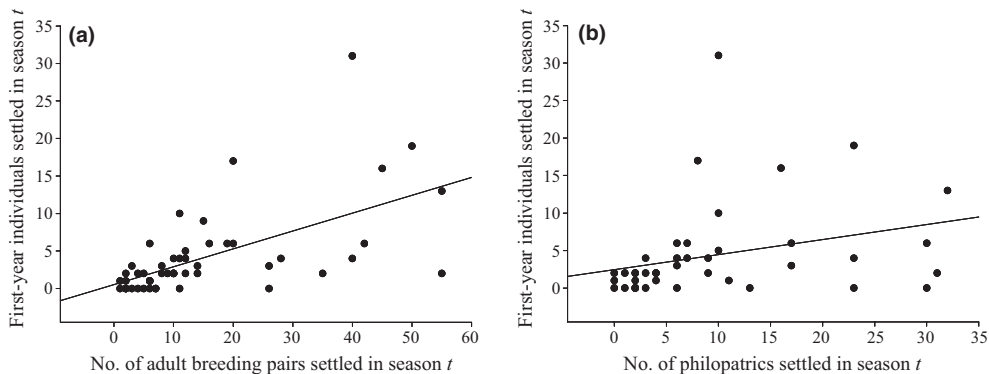 (a)
First-year individuals settled in season t
35
30
25
20
15
10
5
0
0 10 20 30 40 50 60
No. of adult breeding pairs settled in season t
(b)
First-year individuals settled in season t
35
30
25
20
15
10
5
0
0 5 10 15 20 25 30 35
No. of philopatrics settled in season t